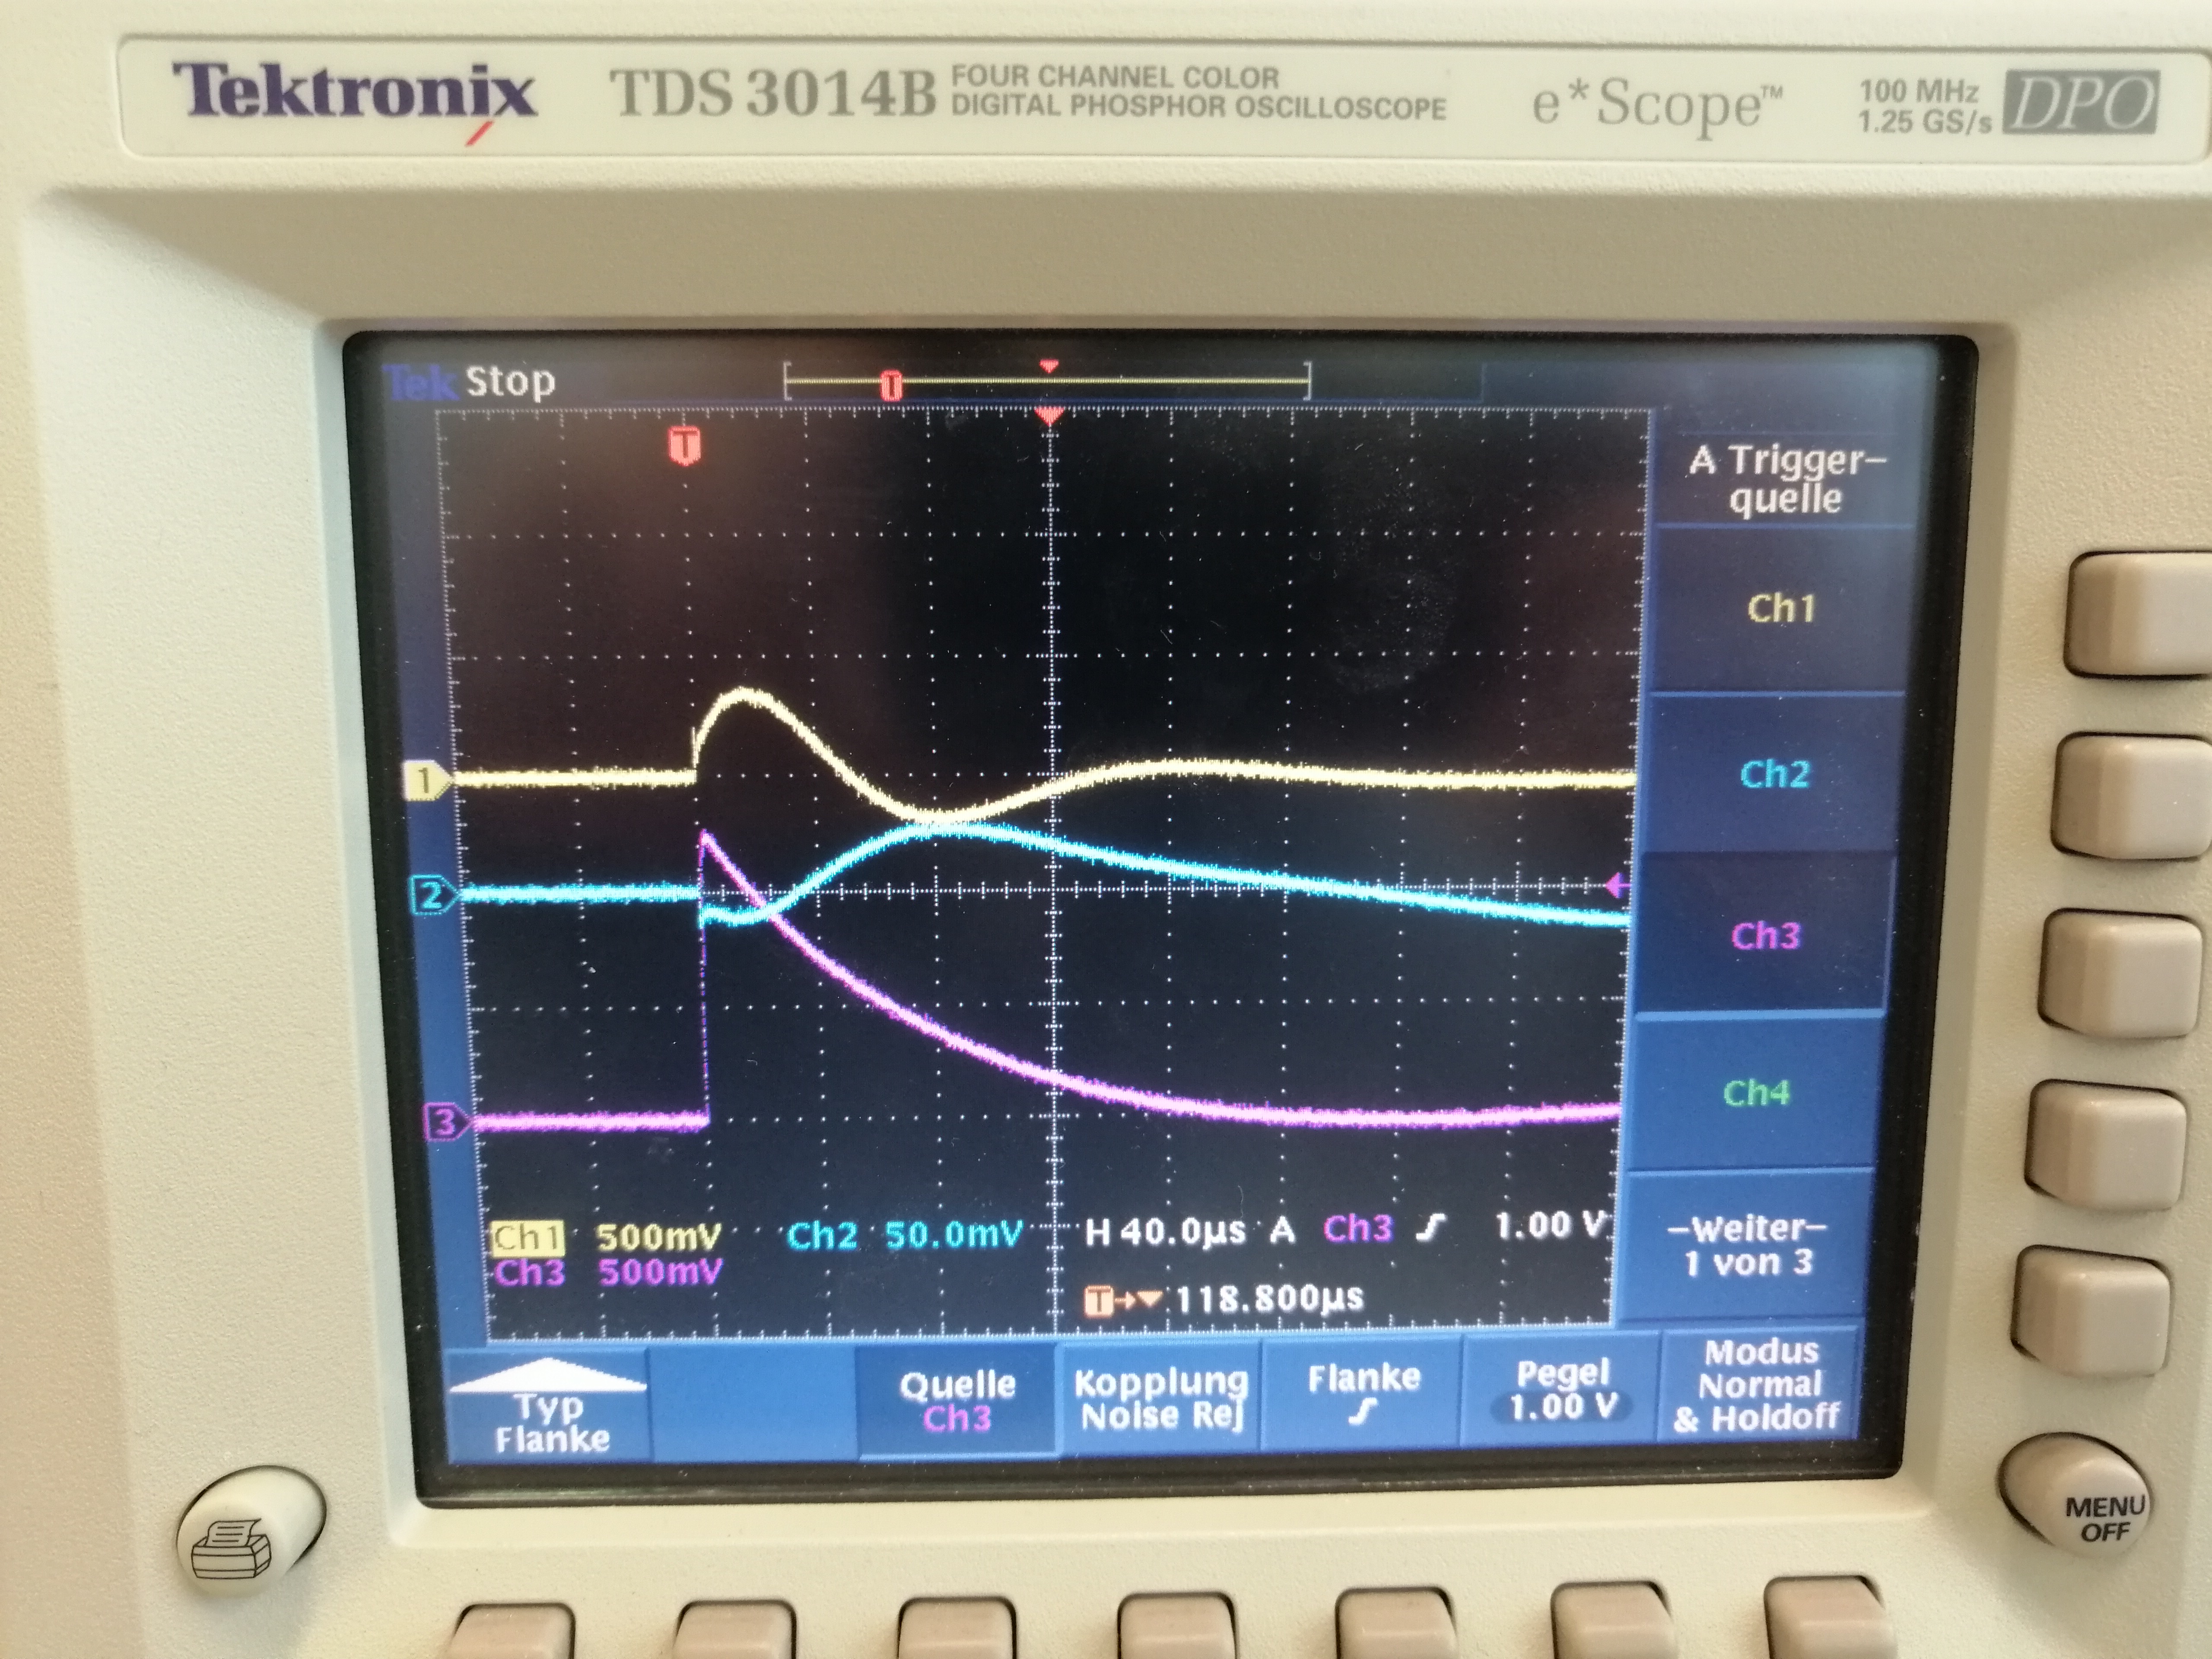 Tektronix TDS 3014B FOUR CHANNEL COLOR DIGITAL PHOSPHOR OSCILLOSCOPE e*Scope™ 100 MHz 1.25 GS/s DPO
Tek Stop
T
T
A Trigger-
quelle
Ch1
Ch2
Ch3
Ch4
-Weiter-
1 von 3
1
2
3
Ch1 500mV Ch2 50.0mV H 40.0µs A Ch3 1.00 V
Ch3 500mV
T 118.800µs
Typ
Flanke
Quelle
Ch3
Kopplung
Noise Rej
Flanke
Pegel
1.00 V
Modus
Normal
& Holdoff
MENU
OFF